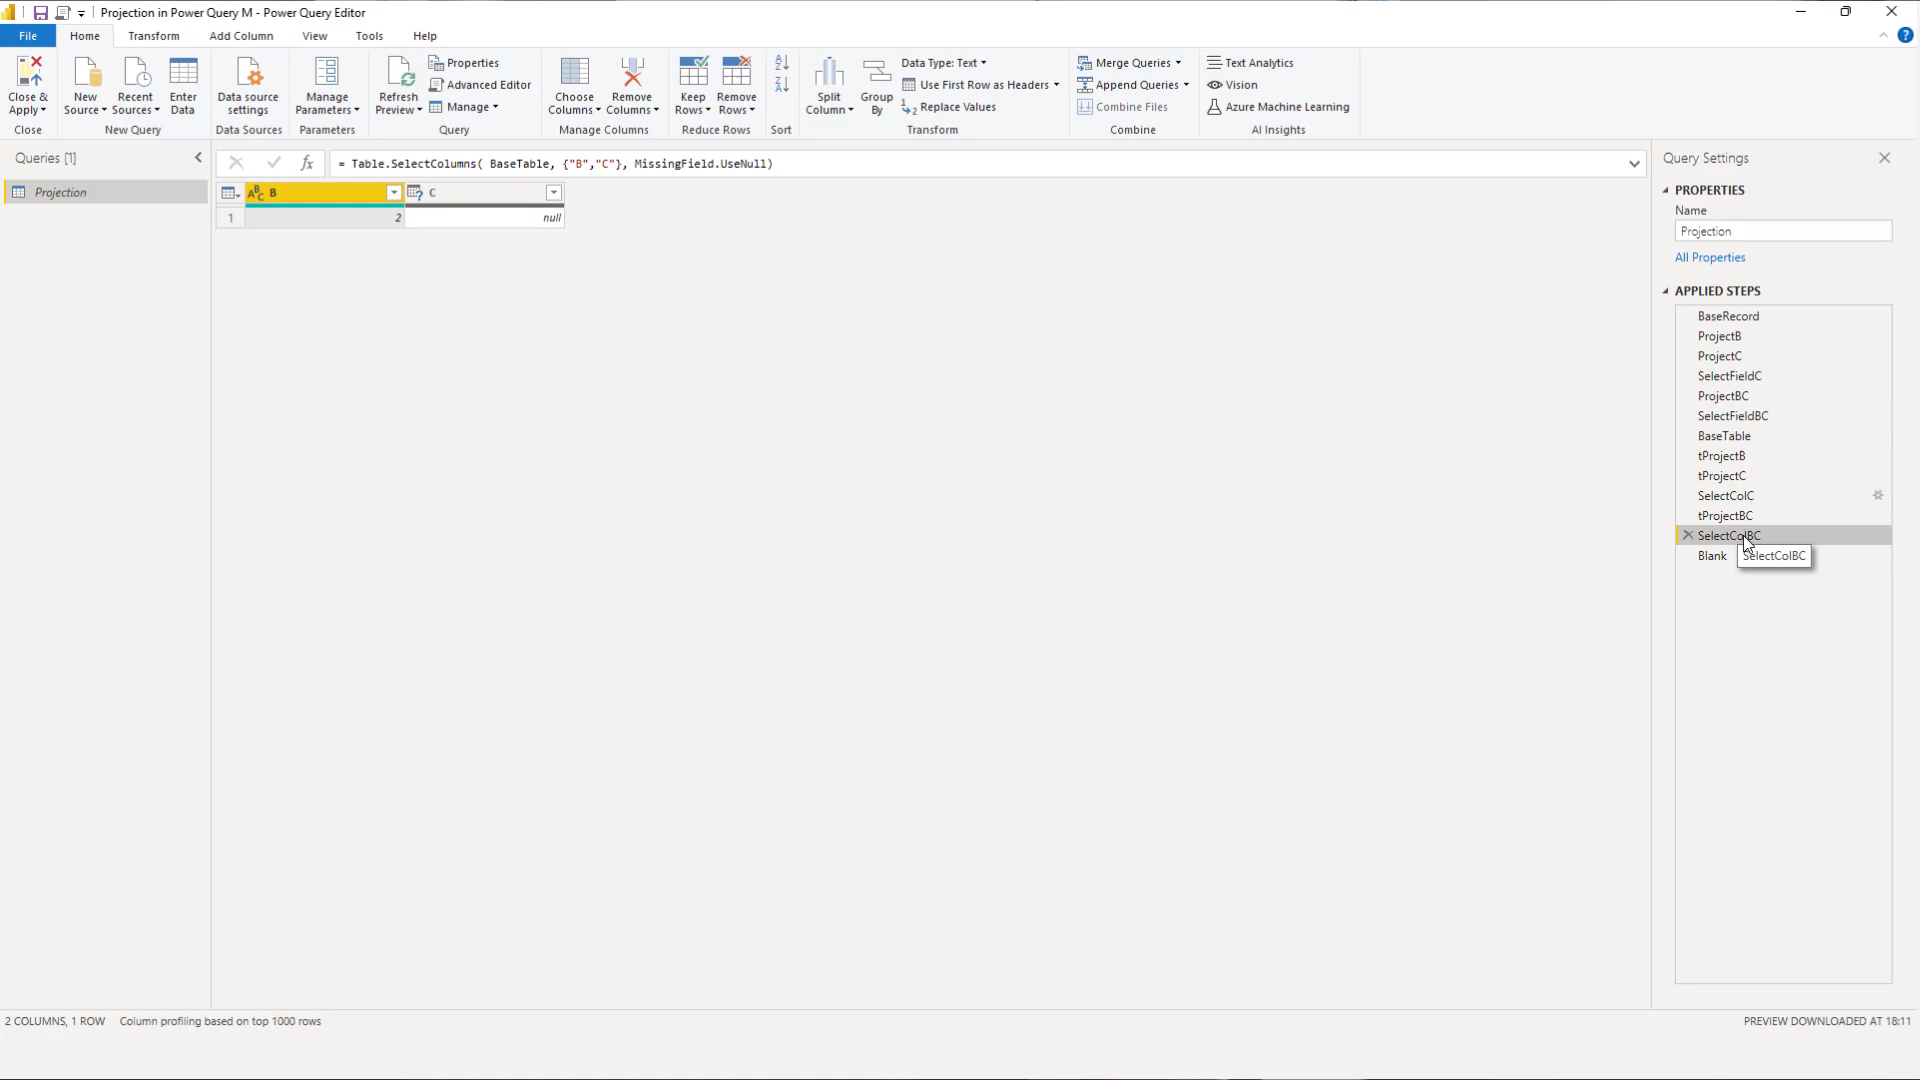 Projection in Power Query M - Power Query Editor
File Home Transform Add Column View Tools Help
Close & Apply
Close
New Source
Recent Sources
Enter Data
New Query
Data source settings
Data Sources
Manage Parameters
Parameters
Refresh Preview
Properties
Advanced Editor
Manage
Query
Choose Columns
Remove Columns
Manage Columns
Keep Rows
Remove Rows
Reduce Rows
Sort
Split Column
Group By
Data Type: Text
Use First Row as Headers
Replace Values
Transform
Merge Queries
Append Queries
Combine Files
Combine
Text Analytics
Vision
Azure Machine Learning
AI Insights
Queries [1]
Projection
fx
= Table.SelectColumns( BaseTable, {"B","C"}, MissingField.UseNull)
B C
1 2 null
Query Settings
PROPERTIES
Name
Projection
All Properties
APPLIED STEPS
BaseRecord
ProjectB
ProjectC
SelectFieldC
ProjectBC
SelectFieldBC
BaseTable
tProjectB
tProjectC
SelectColC
tProjectBC
SelectColBC
Blank
SelectColBC
2 COLUMNS, 1 ROW Column profiling based on top 1000 rows
PREVIEW DOWNLOADED AT 18:11